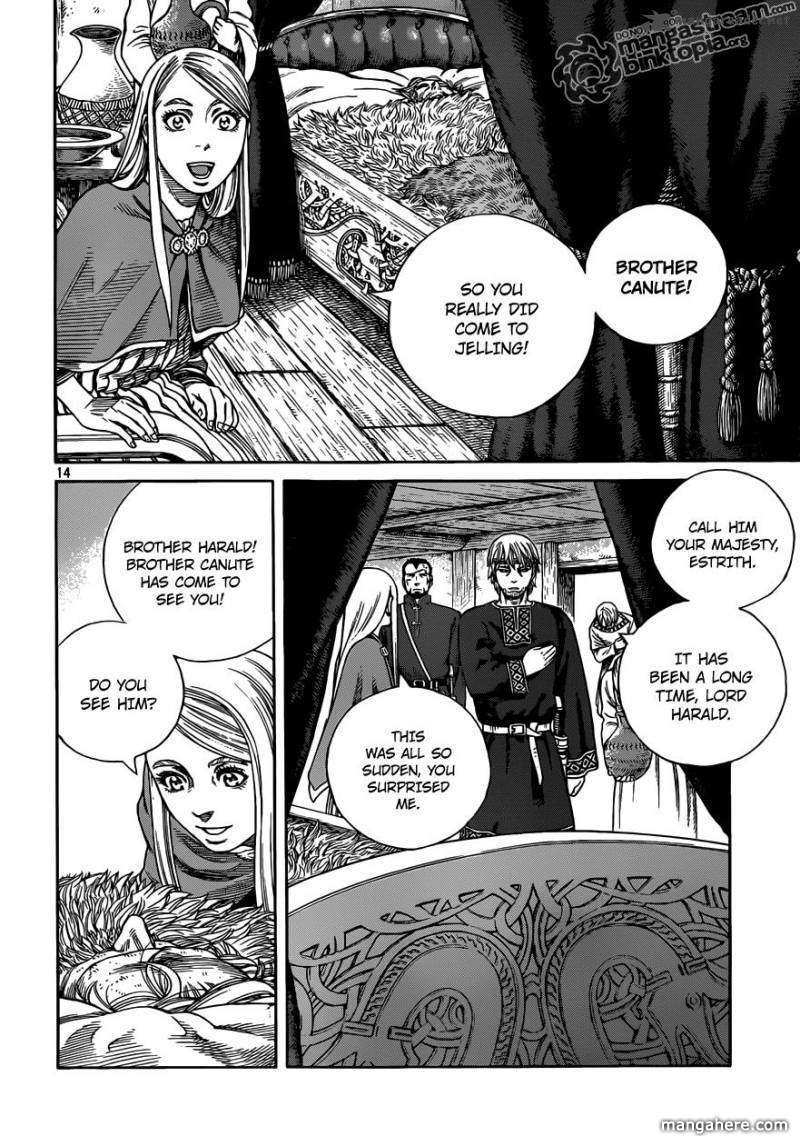 BROTHER
CANUTE!
SO YOU
REALLY DID
COME TO
JELLING!
14
CALL HIM
YOUR MAJESTY,
ESTRITH.
IT HAS
BEEN A LONG
TIME, LORD
HARALD.
THIS
WAS ALL SO
SUDDEN, YOU
SURPRISED
ME.
BROTHER HARALD!
BROTHER CANUTE
HAS COME TO
SEE YOU!
DO YOU
SEE HIM?
mangastream.com
binktopia.org
mangahere.com